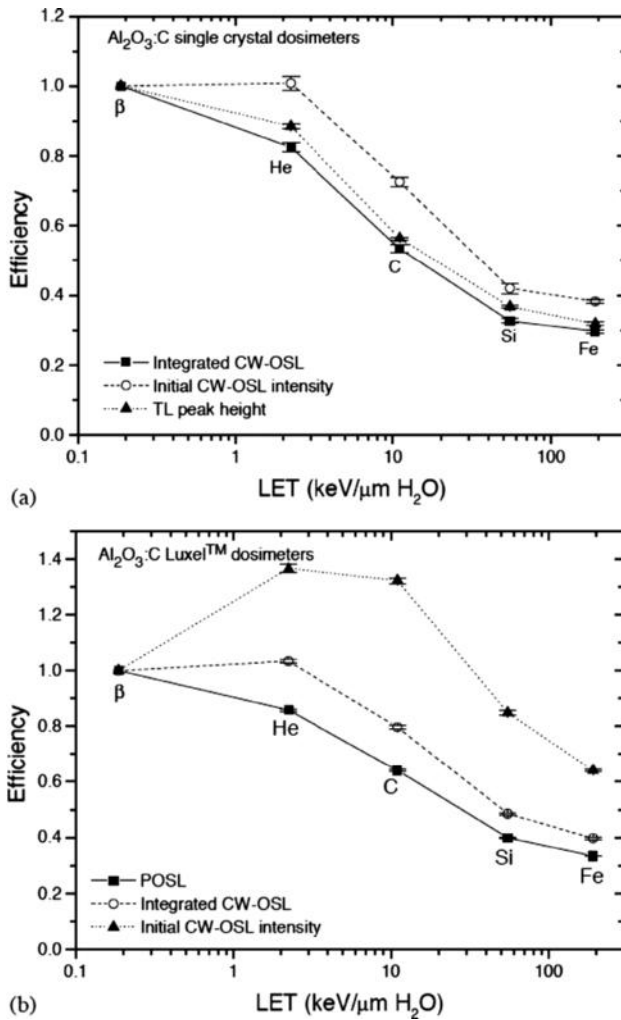 1.2
Al₂O₃:C single crystal dosimeters
1.0
β
0.8
He
0.6
C
0.4
Si
Fe
0.2
0.0
Efficiency
Integrated CW-OSL
Initial CW-OSL intensity
TL peak height
0.1 1 10 100
LET (keV/μm H₂O)
(a)
Al₂O₃:C Luxel™ dosimeters
1.4
1.2
1.0
β
0.8
He
C
0.6
0.4
Si
Fe
0.2
0.0
Efficiency
POSL
Integrated CW-OSL
Initial CW-OSL intensity
0.1 1 10 100
LET (keV/μm H₂O)
(b)